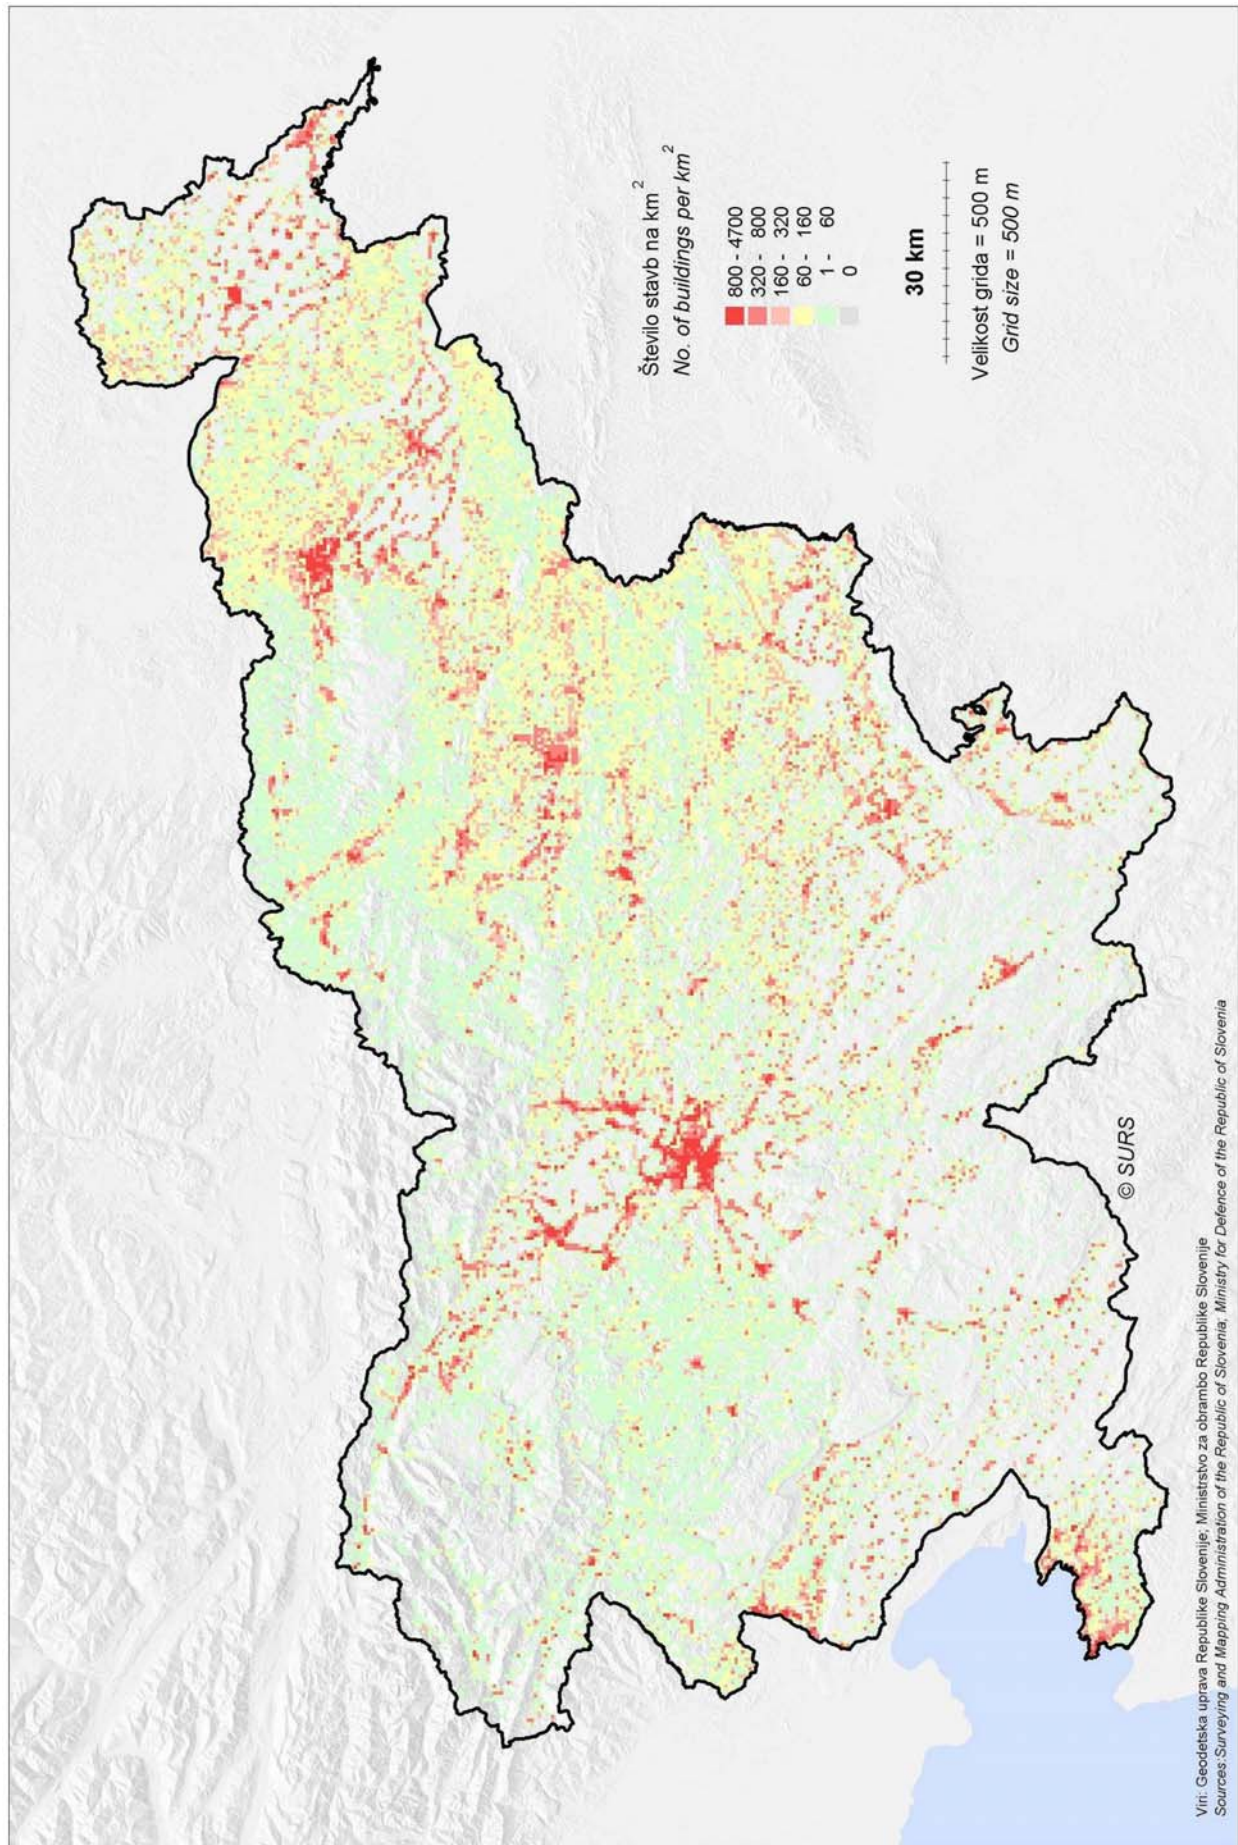 Število stavb na km²
No. of buildings per km²
800 - 4700
320 - 800
160 - 320
60 - 160
1 - 60
0
30 km
Velikost grida = 500 m
Grid size = 500 m
© SURS
Viri: Geodetska uprava Republike Slovenije; Ministrstvo za obrambo Republike Slovenije
Sources:Surveying and Mapping Administration of the Republic of Slovenia; Ministry for Defence of the Republic of Slovenia